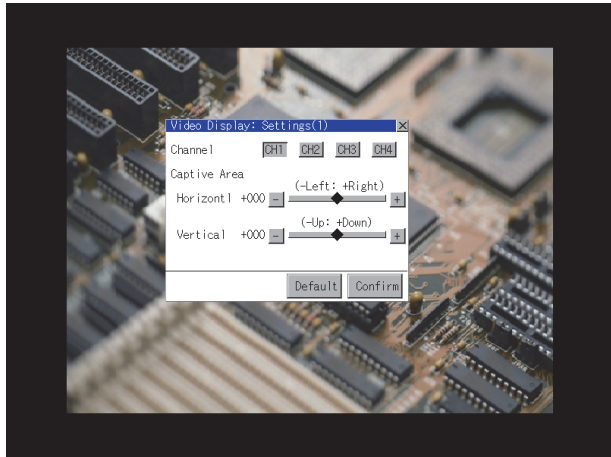 Video Display: Settings(1) ×
Channel CH1 CH2 CH3 CH4
Captive Area
(-Left: +Right)
Horizontl +000 - +
(-Up: +Down)
Vertical +000 - +
Default Confirm